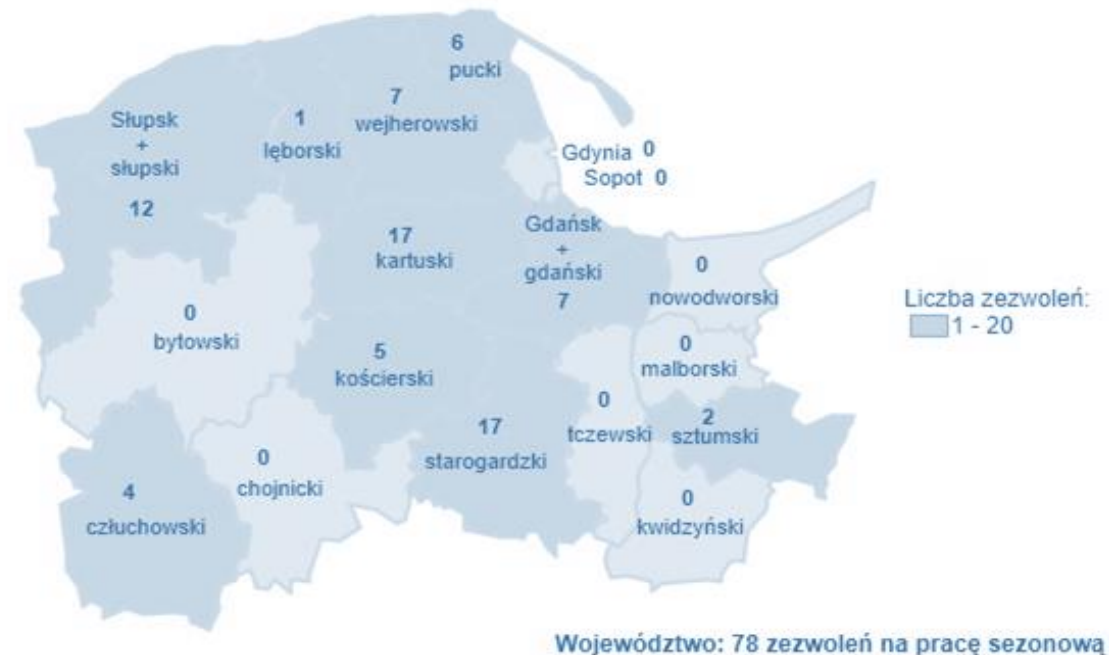 6
pucki
7
wejherowski
1
lęborski
Słupsk
+
słupski
12
Gdynia 0
Sopot 0
17
kartuski
Gdańsk
+
gdański
7
0
nowodworski
Liczba zezwoleń:
1 - 20
0
bytowski
5
kościerski
0
malborski
0
tczewski
2
sztumski
17
starogardzki
0
chojnicki
4
człuchowski
0
kwidzyński
Województwo: 78 zezwoleń na pracę sezonową